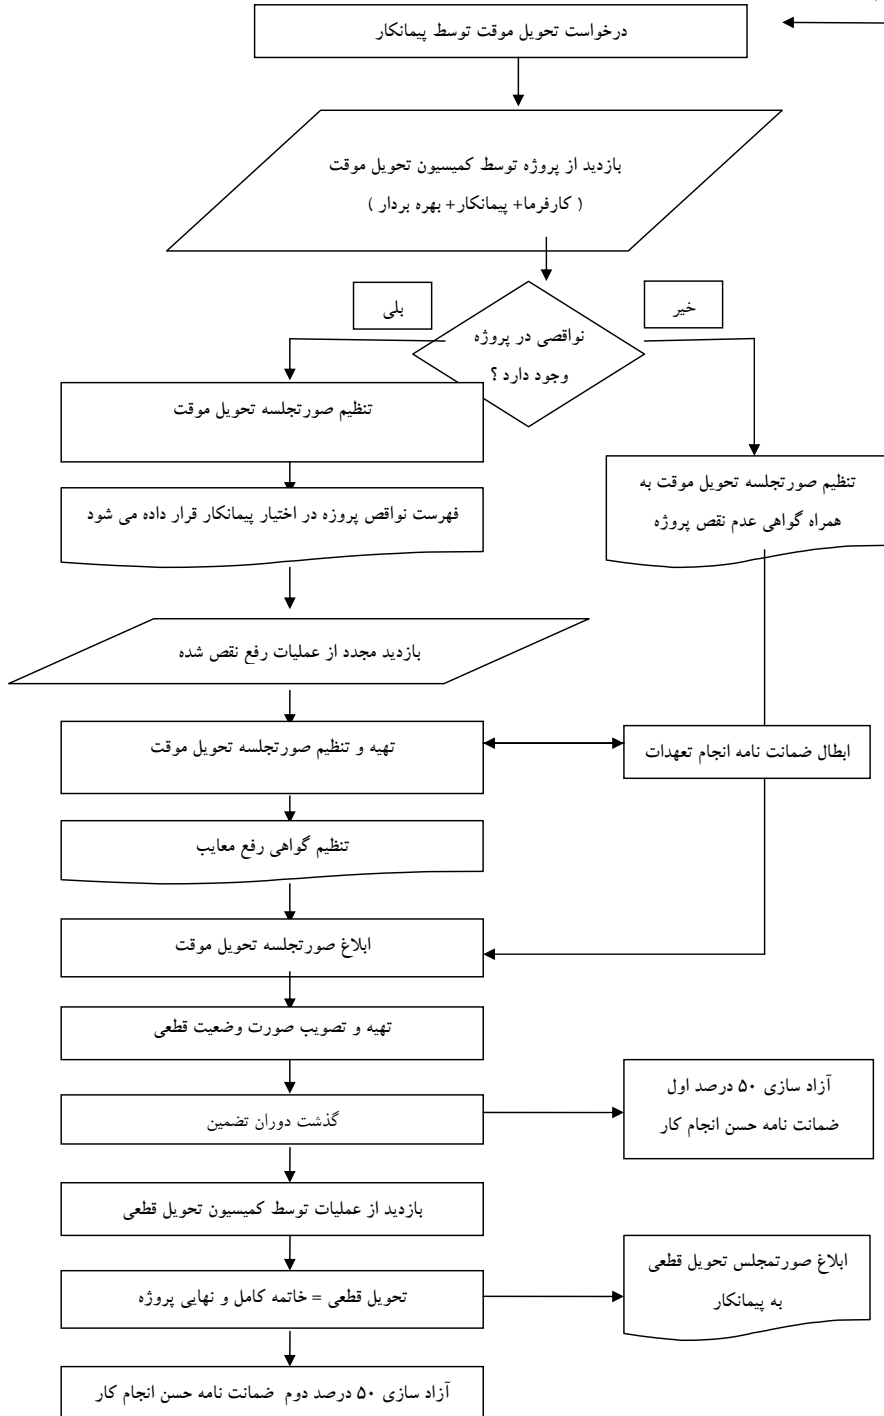 درخواست تحویل موقت توسط پیمانکار
بازدید از پروژه توسط کمیسیون تحویل موقت
( کارفرما+ پیمانکار+ بهره بردار )
خیر
بلی
نواقصی در پروژه
وجود دارد ؟
تنظیم صورتجلسه تحویل موقت
تنظیم صورتجلسه تحویل موقت به
همراه گواهی عدم نقص پروژه
فهرست نواقص پروزه در اختیار پیمانکار قرار داده می شود
بازدید مجدد از عملیات رفع نقص شده
تهیه و تنظیم صورتجلسه تحویل موقت
ابطال ضمانت نامه انجام تعهدات
تنظیم گواهی رفع معایب
ابلاغ صورتجلسه تحویل موقت
تهیه و تصویب صورت وضعیت قطعی
گذشت دوران تضمین
آزاد سازی ۵۰ درصد اول
ضمانت نامه حسن انجام کار
بازدید از عملیات توسط کمیسیون تحویل قطعی
تحویل قطعی = خاتمه کامل و نهایی پروژه
ابلاغ صورتمجلس تحویل قطعی
به پیمانکار
آزاد سازی ۵۰ درصد دوم ضمانت نامه حسن انجام کار